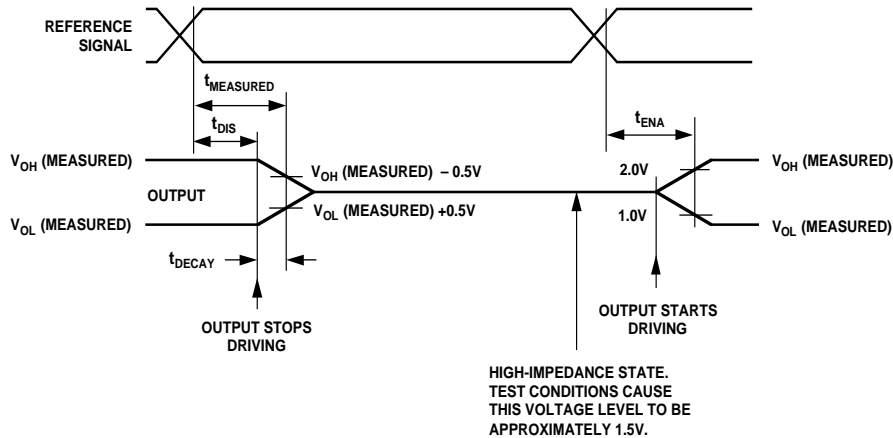 REFERENCE
SIGNAL
tMEASURED
tDIS
tENA
VOH (MEASURED)
VOH (MEASURED) – 0.5V
2.0V
VOH (MEASURED)
OUTPUT
VOL (MEASURED) +0.5V
1.0V
VOL (MEASURED)
VOL (MEASURED)
tDECAY
OUTPUT STOPS
DRIVING
OUTPUT STARTS
DRIVING
HIGH-IMPEDANCE STATE.
TEST CONDITIONS CAUSE
THIS VOLTAGE LEVEL TO BE
APPROXIMATELY 1.5V.